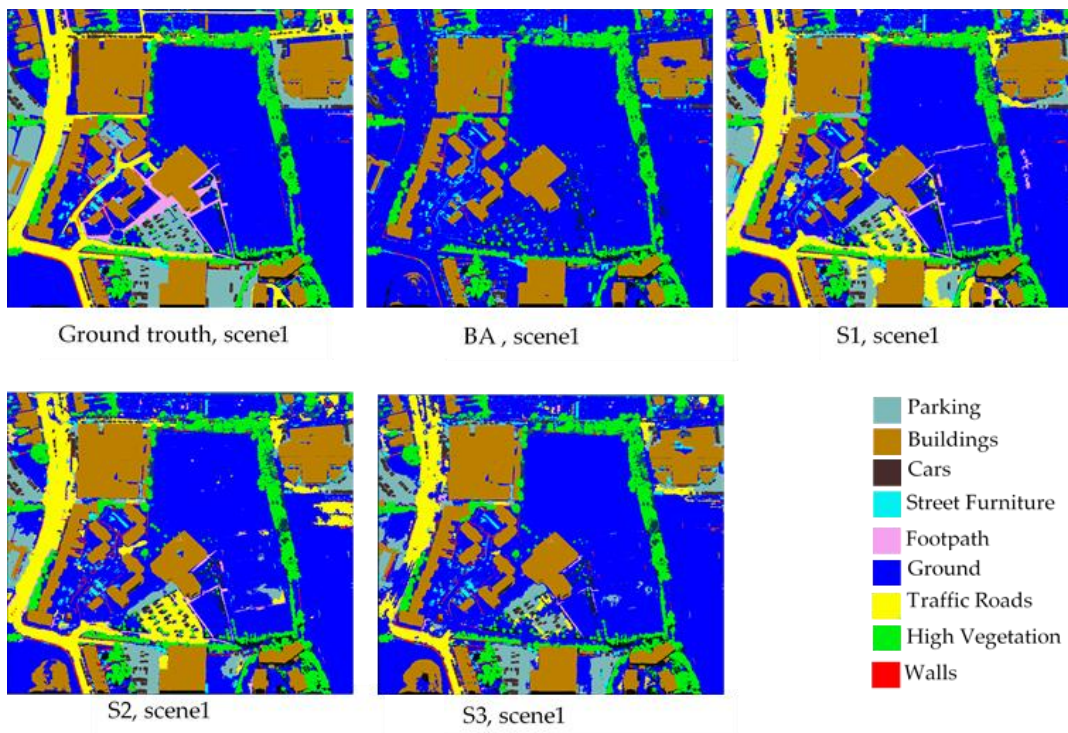 Ground trouth, scene1
BA , scene1
S1, scene1
Parking
Buildings
Cars
Street Furniture
Footpath
Ground
Traffic Roads
High Vegetation
Walls
S2, scene1
S3, scene1